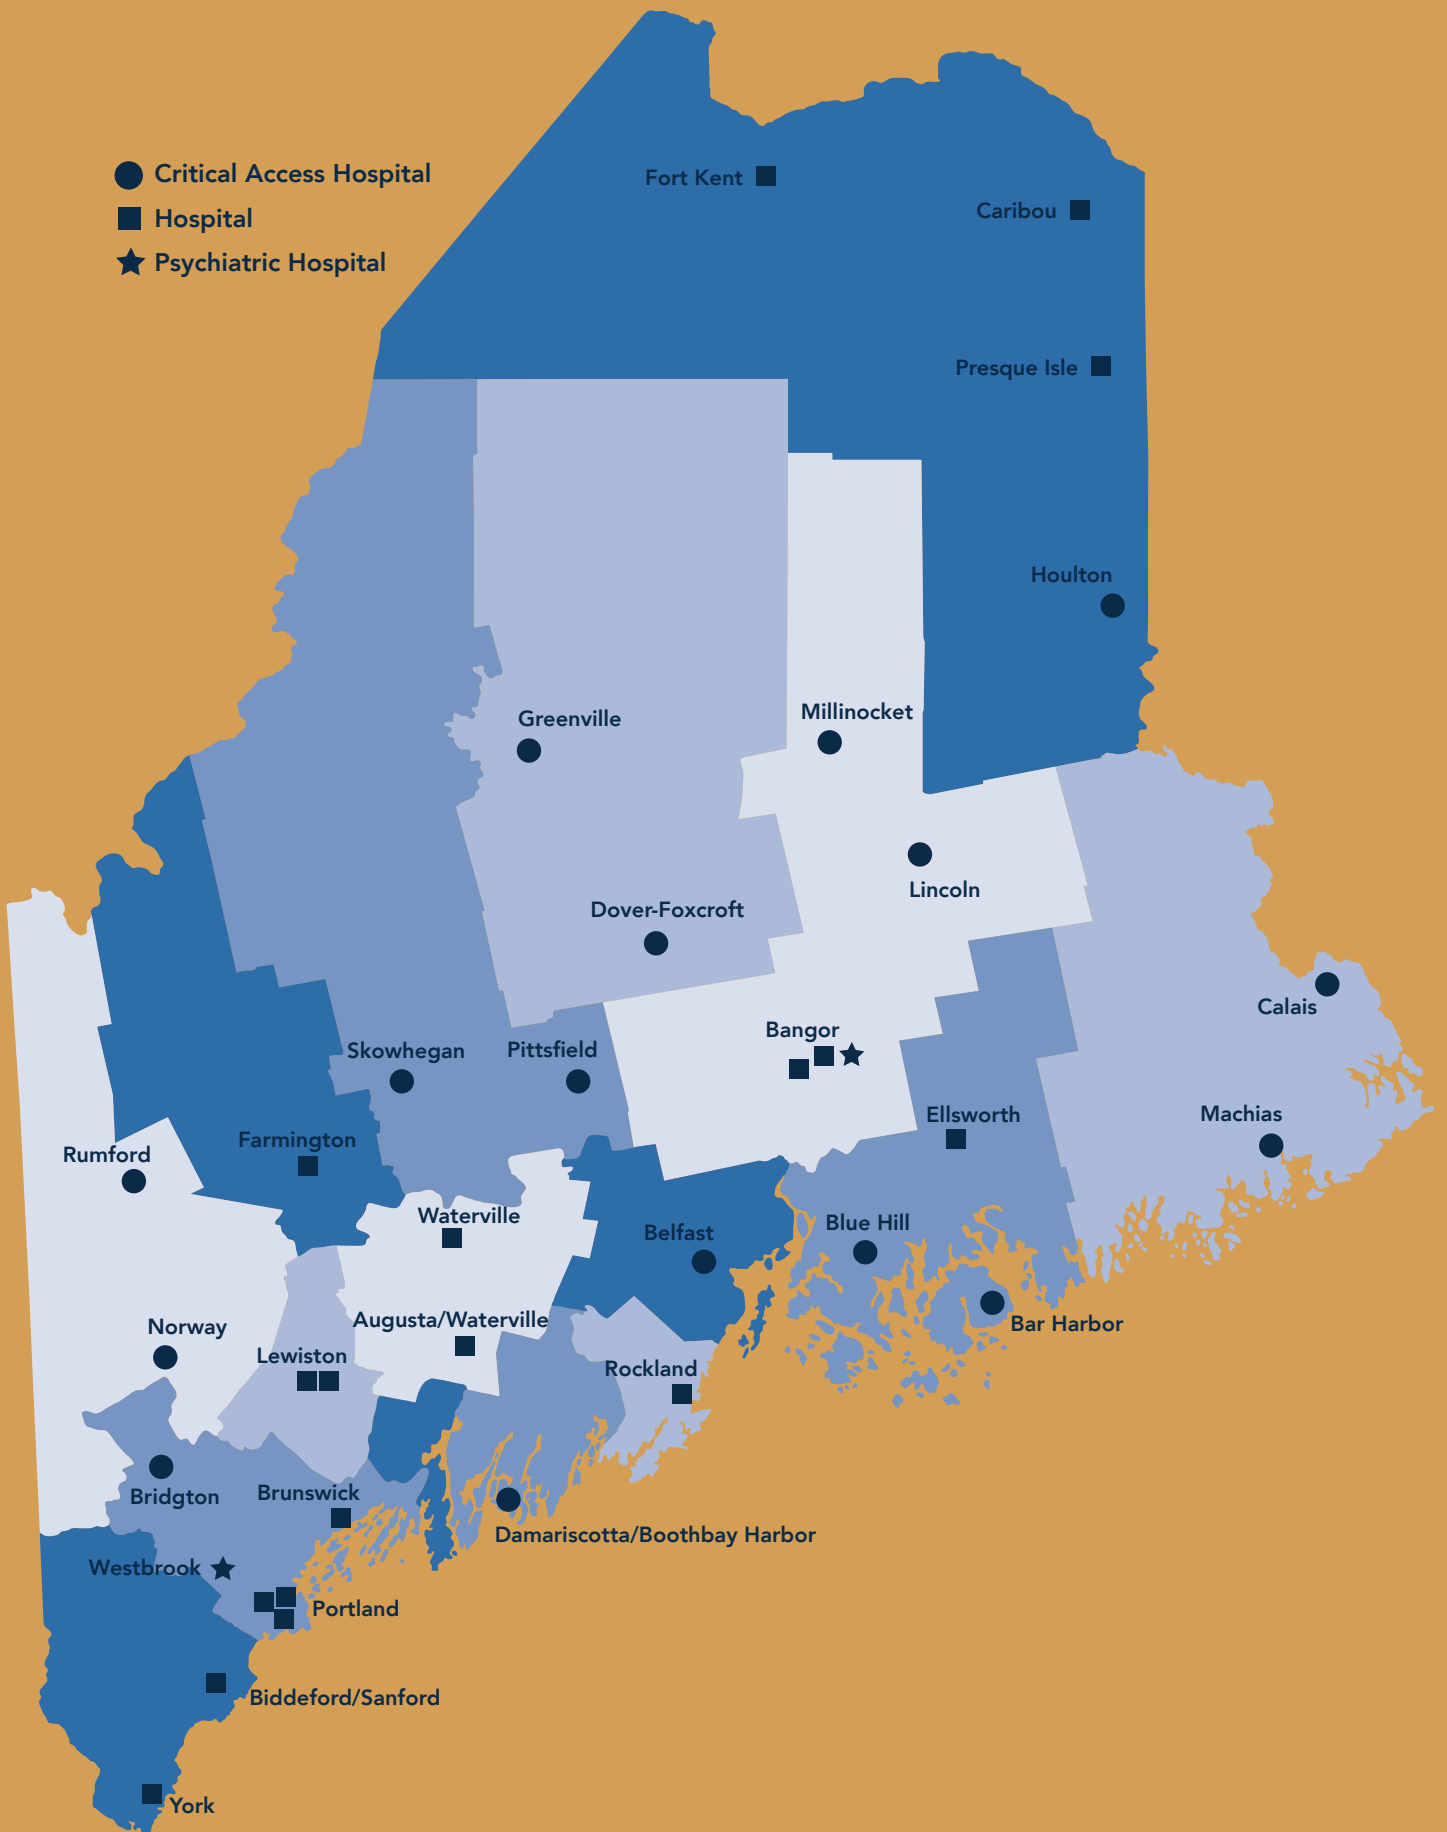 Critical Access Hospital
Hospital
Psychiatric Hospital
Fort Kent
Caribou
Presque Isle
Houlton
Greenville
Millinocket
Lincoln
Dover-Foxcroft
Calais
Bangor
Skowhegan
Pittsfield
Ellsworth
Machias
Farmington
Rumford
Waterville
Belfast
Blue Hill
Augusta/Waterville
Bar Harbor
Norway
Lewiston
Rockland
Bridgton
Brunswick
Damariscotta/Boothbay Harbor
Westbrook
Portland
Biddeford/Sanford
York